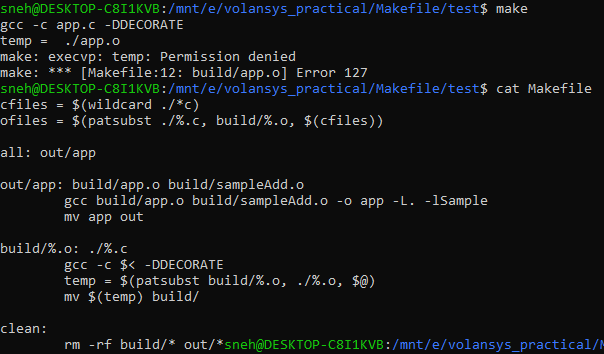 sneh@DESKTOP-C8I1KVB:/mnt/e/volansys_practical/Makefile/test$ make
gcc -c app.c -DDECORATE
temp =  ./app.o
make: execvp: temp: Permission denied
make: *** [Makefile:12: build/app.o] Error 127
sneh@DESKTOP-C8I1KVB:/mnt/e/volansys_practical/Makefile/test$ cat Makefile
cfiles = $(wildcard ./*c)
ofiles = $(patsubst ./%.c, build/%.o, $(cfiles))

all: out/app

out/app: build/app.o build/sampleAdd.o
        gcc build/app.o build/sampleAdd.o -o app -L. -lSample
        mv app out

build/%.o: ./%.c
        gcc -c $< -DDECORATE
        temp = $(patsubst build/%.o, ./%.o, $@)
        mv $(temp) build/

clean:
        rm -rf build/* out/*sneh@DESKTOP-C8I1KVB:/mnt/e/volansys_practical/